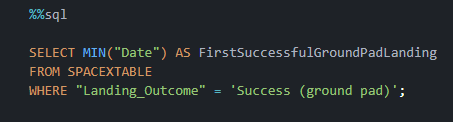 %%sql
SELECT MIN("Date") AS FirstSuccessfulGroundPadLanding
FROM SPACEXTABLE
WHERE "Landing_Outcome" = 'Success (ground pad)';